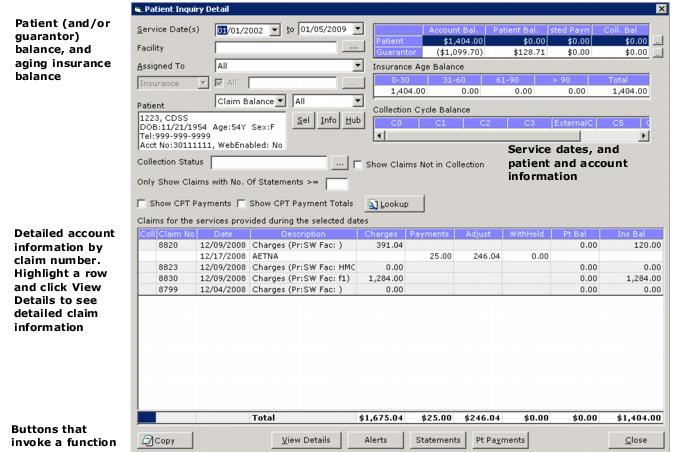 Patient Inquiry Detail
Patient (and/or
guarantor)
balance, and
aging insurance
balance
Service Date(s) 01/01/2002 to 01/05/2009
Facility ...
Assigned To All
Insurance All ...
Claim Balance All
Patient
1223, CDSS
DOB:11/21/1954 Age:54Y Sex:F
Tel:999-999-9999
Acct No:30111111, WebEnabled: No
Sel Info Hub
Account Bal. Patient Bal. sted Paym Coll. Bal
Patient $1,404.00 $0.00 $0.00 $0.00 ...
Guarantor ($1,099.70) $128.71 $0.00 $0.00 ...
Insurance Age Balance
0-30 31-60 61-90 > 90 Total
1,404.00 0.00 0.00 0.00 1,404.00
Collection Cycle Balance
C0 C1 C2 C3 ExternalC C5
Service dates, and
patient and account
information
Collection Status ... Show Claims Not in Collection
Only Show Claims with No. Of Statements >=
Show CPT Payments Show CPT Payment Totals Lookup
Claims for the services provided during the selected dates
Detailed account
information by
claim number.
Highlight a row
and click View
Details to see
detailed claim
information
Coll Claim No Date Description Charges Payments Adjust WithHeld Pt Bal Ins Bal
8820 12/09/2008 Charges (Pr:SW Fac: ) 391.04 0.00 120.00
12/17/2008 AETNA 25.00 246.04 0.00
8823 12/09/2008 Charges (Pr:SW Fac: HMC 0.00 0.00 0.00
8830 12/09/2008 Charges (Pr:SW Fac: f1) 1,284.00 0.00 1,284.00
8799 12/04/2008 Charges (Pr:SW Fac: ) 0.00 0.00 0.00
Total $1,675.04 $25.00 $246.04 $0.00 $0.00 $1,404.00
Buttons that
invoke a function
Copy View Details Alerts Statements Pt Payments Close